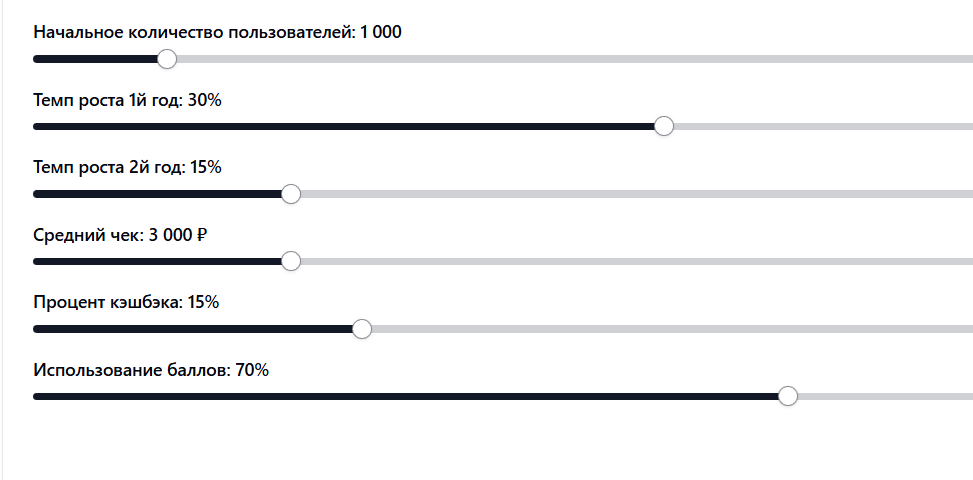 Начальное количество пользователей: 1 000
Темп роста 1й год: 30%
Темп роста 2й год: 15%
Средний чек: 3 000 ₽
Процент кэшбэка: 15%
Использование баллов: 70%